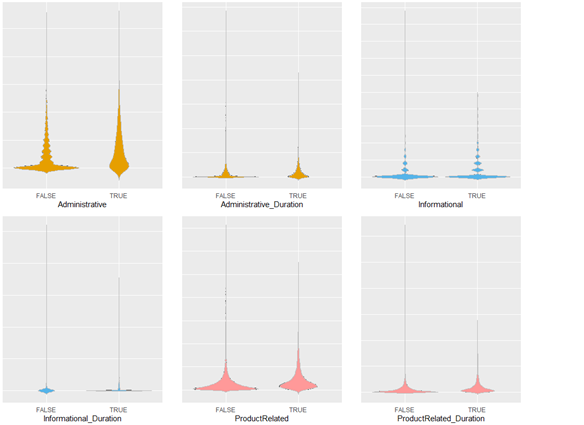 FALSE TRUE
Administrative
FALSE TRUE
Administrative_Duration
FALSE TRUE
Informational
FALSE TRUE
Informational_Duration
FALSE TRUE
ProductRelated
FALSE TRUE
ProductRelated_Duration